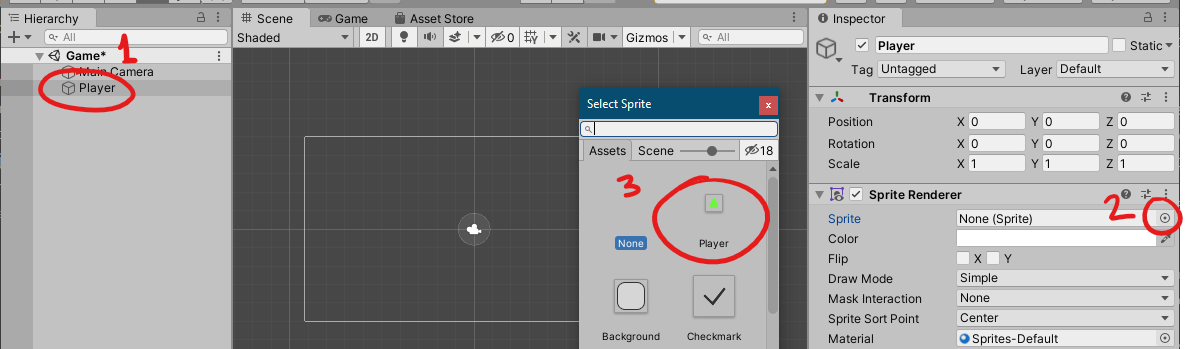 Hierarchy
All
Game*
1
Main Camera
Player
Scene
Game
Asset Store
Shaded
2D
0
Gizmos
All
Select Sprite
x
Assets
Scene
18
3
None
Player
Background
Checkmark
Inspector
Player
Static
Tag
Untagged
Layer
Default
Transform
Position
X 0 Y 0 Z 0
Rotation
X 0 Y 0 Z 0
Scale
X 1 Y 1 Z 1
Sprite Renderer
Sprite
None (Sprite)
2
Color
Flip
X Y
Draw Mode
Simple
Mask Interaction
None
Sprite Sort Point
Center
Material
Sprites-Default